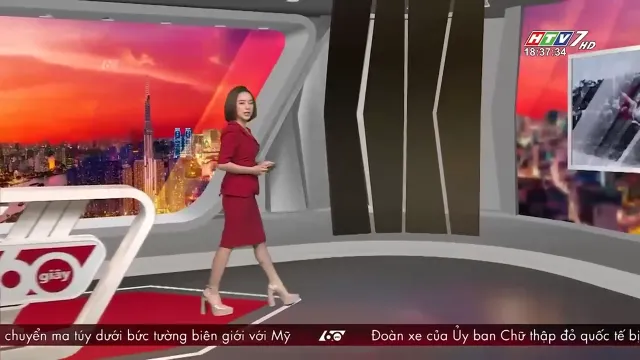 HTV7 HD
18:37:34
60
giây
chuyển ma túy dưới bức tường biên giới với Mỹ 60 Đoàn xe của Ủy ban Chữ thập đỏ quốc tế bị